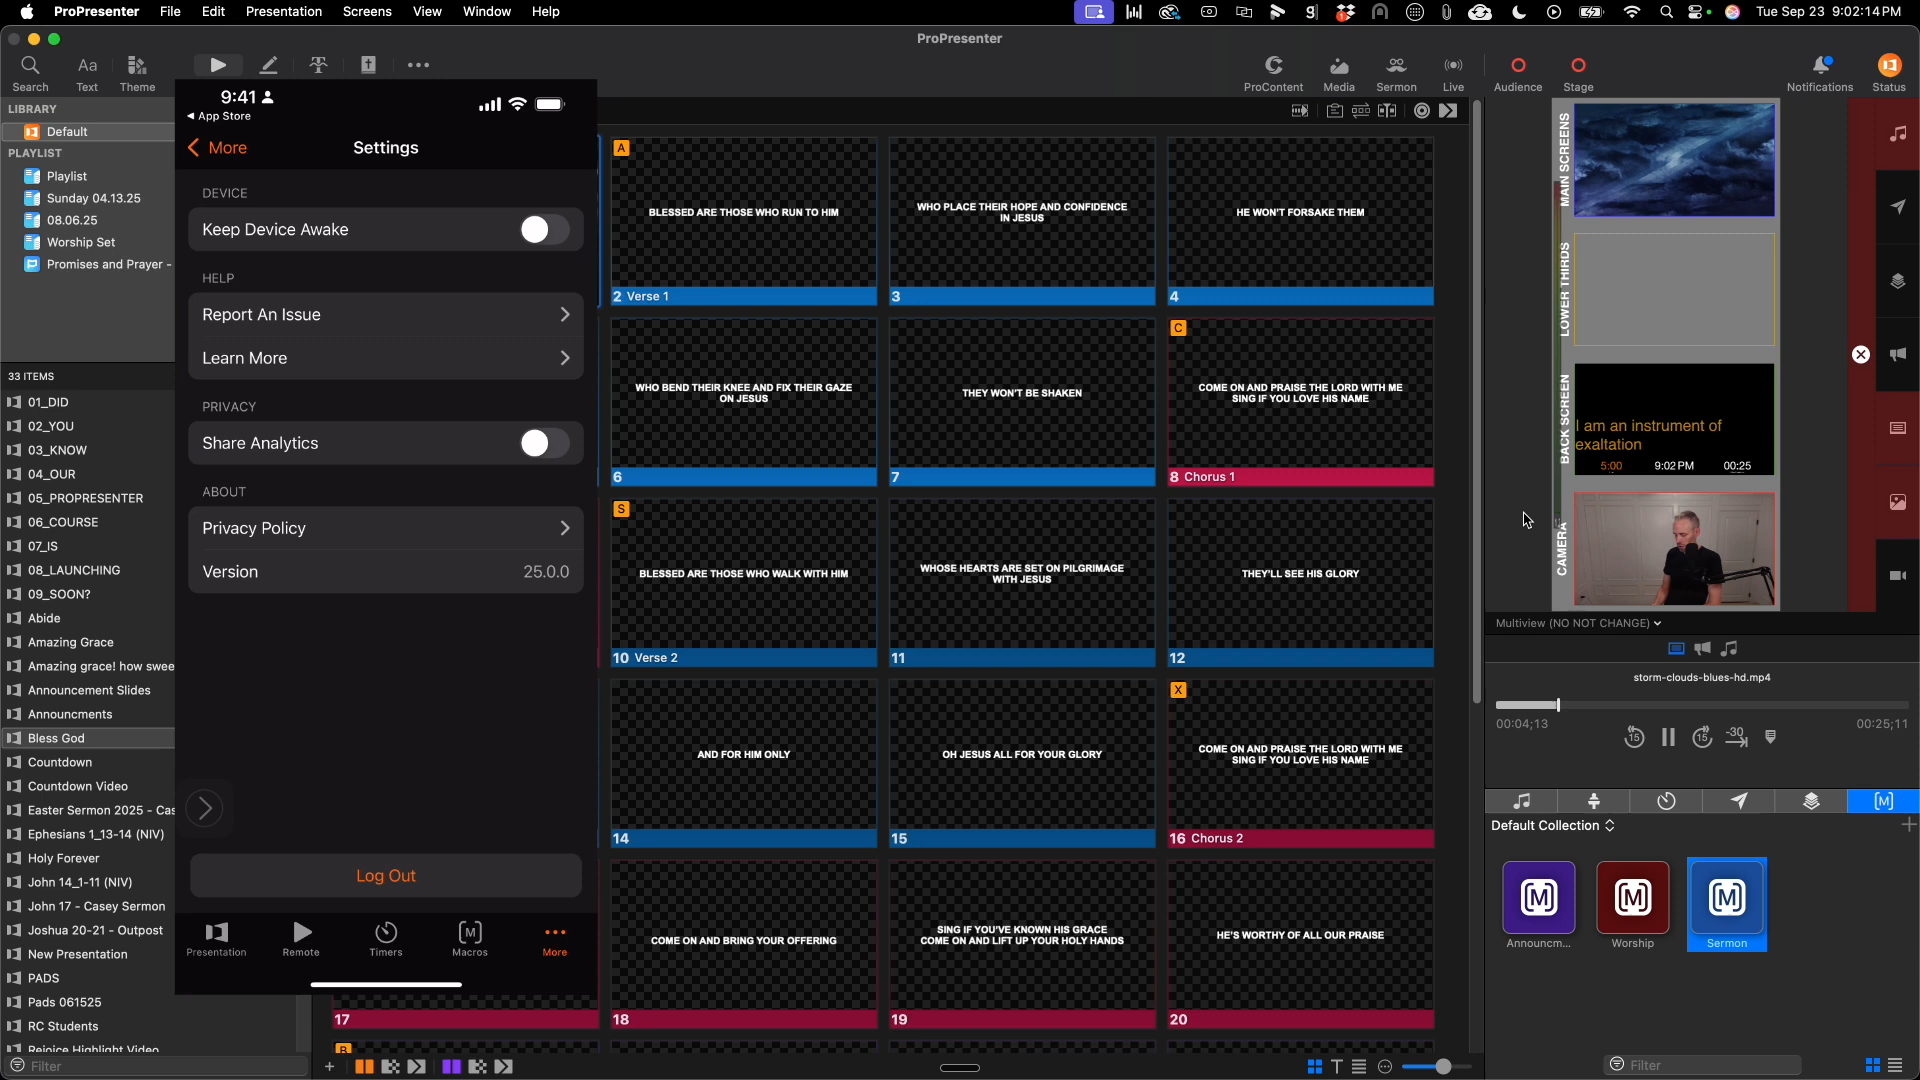 ProPresenter File Edit Presentation Screens View Window Help
Tue Sep 23 9:02:14 PM
ProPresenter
Search
Text
Theme
ProContent
Media
Sermon
Live
Audience
Stage
Notifications
Status
LIBRARY
Default
PLAYLIST
Playlist
Sunday 04.13.25
08.06.25
Worship Set
Promises and Prayer -
33 ITEMS
01_DID
02_YOU
03_KNOW
04_OUR
05_PROPRESENTER
06_COURSE
07_IS
08_LAUNCHING
09_SOON?
Abide
Amazing Grace
Amazing grace! how swee
Announcement Slides
Announcments
Bless God
Countdown
Countdown Video
Easter Sermon 2025 - Cas
Ephesians 1_13-14 (NIV)
Holy Forever
John 14_1-11 (NIV)
John 17 - Casey Sermon
Joshua 20-21 - Outpost
New Presentation
PADS
Pads 061525
RC Students
Rejoice Highlight Video
Filter
9:41
App Store
More
Settings
DEVICE
Keep Device Awake
HELP
Report An Issue
Learn More
PRIVACY
Share Analytics
ABOUT
Privacy Policy
Version 25.0.0
Log Out
Presentation
Remote
Timers
Macros
More
A
BLESSED ARE THOSE WHO RUN TO HIM
2 Verse 1
WHO PLACE THEIR HOPE AND CONFIDENCE
IN JESUS
3
HE WON'T FORSAKE THEM
4
WHO BEND THEIR KNEE AND FIX THEIR GAZE
ON JESUS
6
THEY WON'T BE SHAKEN
7
C
COME ON AND PRAISE THE LORD WITH ME
SING IF YOU LOVE HIS NAME
8 Chorus 1
S
BLESSED ARE THOSE WHO WALK WITH HIM
10 Verse 2
WHOSE HEARTS ARE SET ON PILGRIMAGE
WITH JESUS
11
THEY'LL SEE HIS GLORY
12
AND FOR HIM ONLY
14
OH JESUS ALL FOR YOUR GLORY
15
X
COME ON AND PRAISE THE LORD WITH ME
SING IF YOU LOVE HIS NAME
16 Chorus 2
17
COME ON AND BRING YOUR OFFERING
18
SING IF YOU'VE KNOWN HIS GRACE
COME ON AND LIFT UP YOUR HOLY HANDS
19
HE'S WORTHY OF ALL OUR PRAISE
20
B
MAIN SCREENS
LOWER THIRDS
BACK SCREEN
I am an instrument of
exaltation
5:00 9:02 PM 00:25
CAMERA
Multiview (NO NOT CHANGE)
storm-clouds-blues-hd.mp4
00:04;13
00:25;11
15
15
-30
Default Collection
Announcm...
Worship
Sermon
Filter